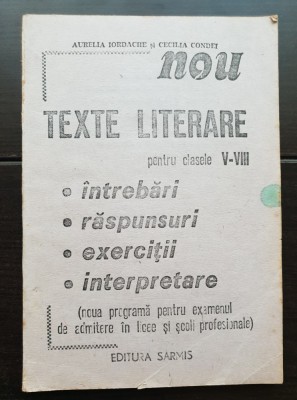 AURELIA IORDACHE și CECILIA CONDEI
nou
TEXTE LITERARE
pentru clasele V-VIII
• întrebări
• răspunsuri
• exerciții
• interpretare
(noua programă pentru examenul
de admitere în licee și școli profesionale)
EDITURA SARMIS